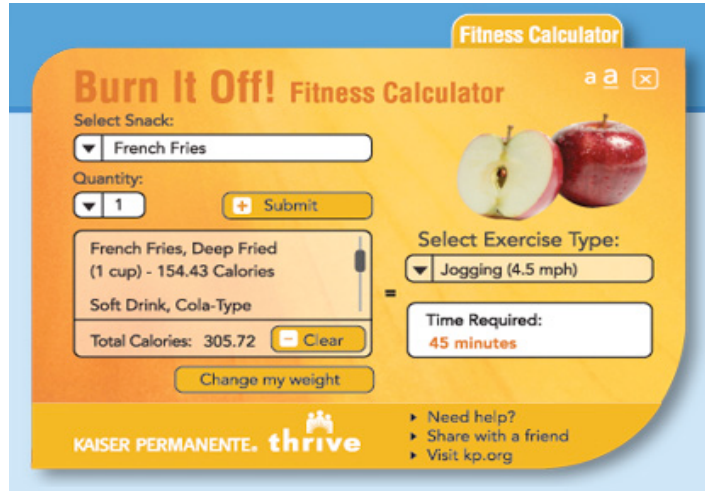 Fitness Calculator
Burn It Off! Fitness Calculator
a a x
Select Snack:
French Fries
Quantity:
1
+ Submit
French Fries, Deep Fried
(1 cup) - 154.43 Calories
Soft Drink, Cola-Type
Total Calories: 305.72
- Clear
Change my weight
=
Select Exercise Type:
Jogging (4.5 mph)
Time Required:
45 minutes
KAISER PERMANENTE. thrive
Need help?
Share with a friend
Visit kp.org